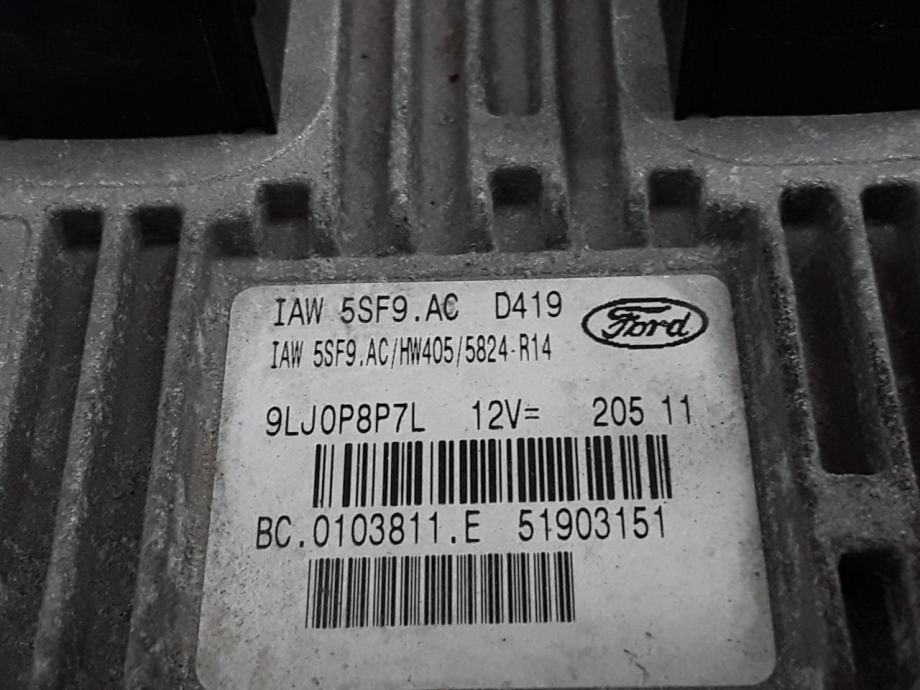 IAW 5SF9.AC D419
Ford
IAW 5SF9.AC/HW405/5824-R14
9LJ0P8P7L 12V= 205 11
BC.0103811.E 51903151